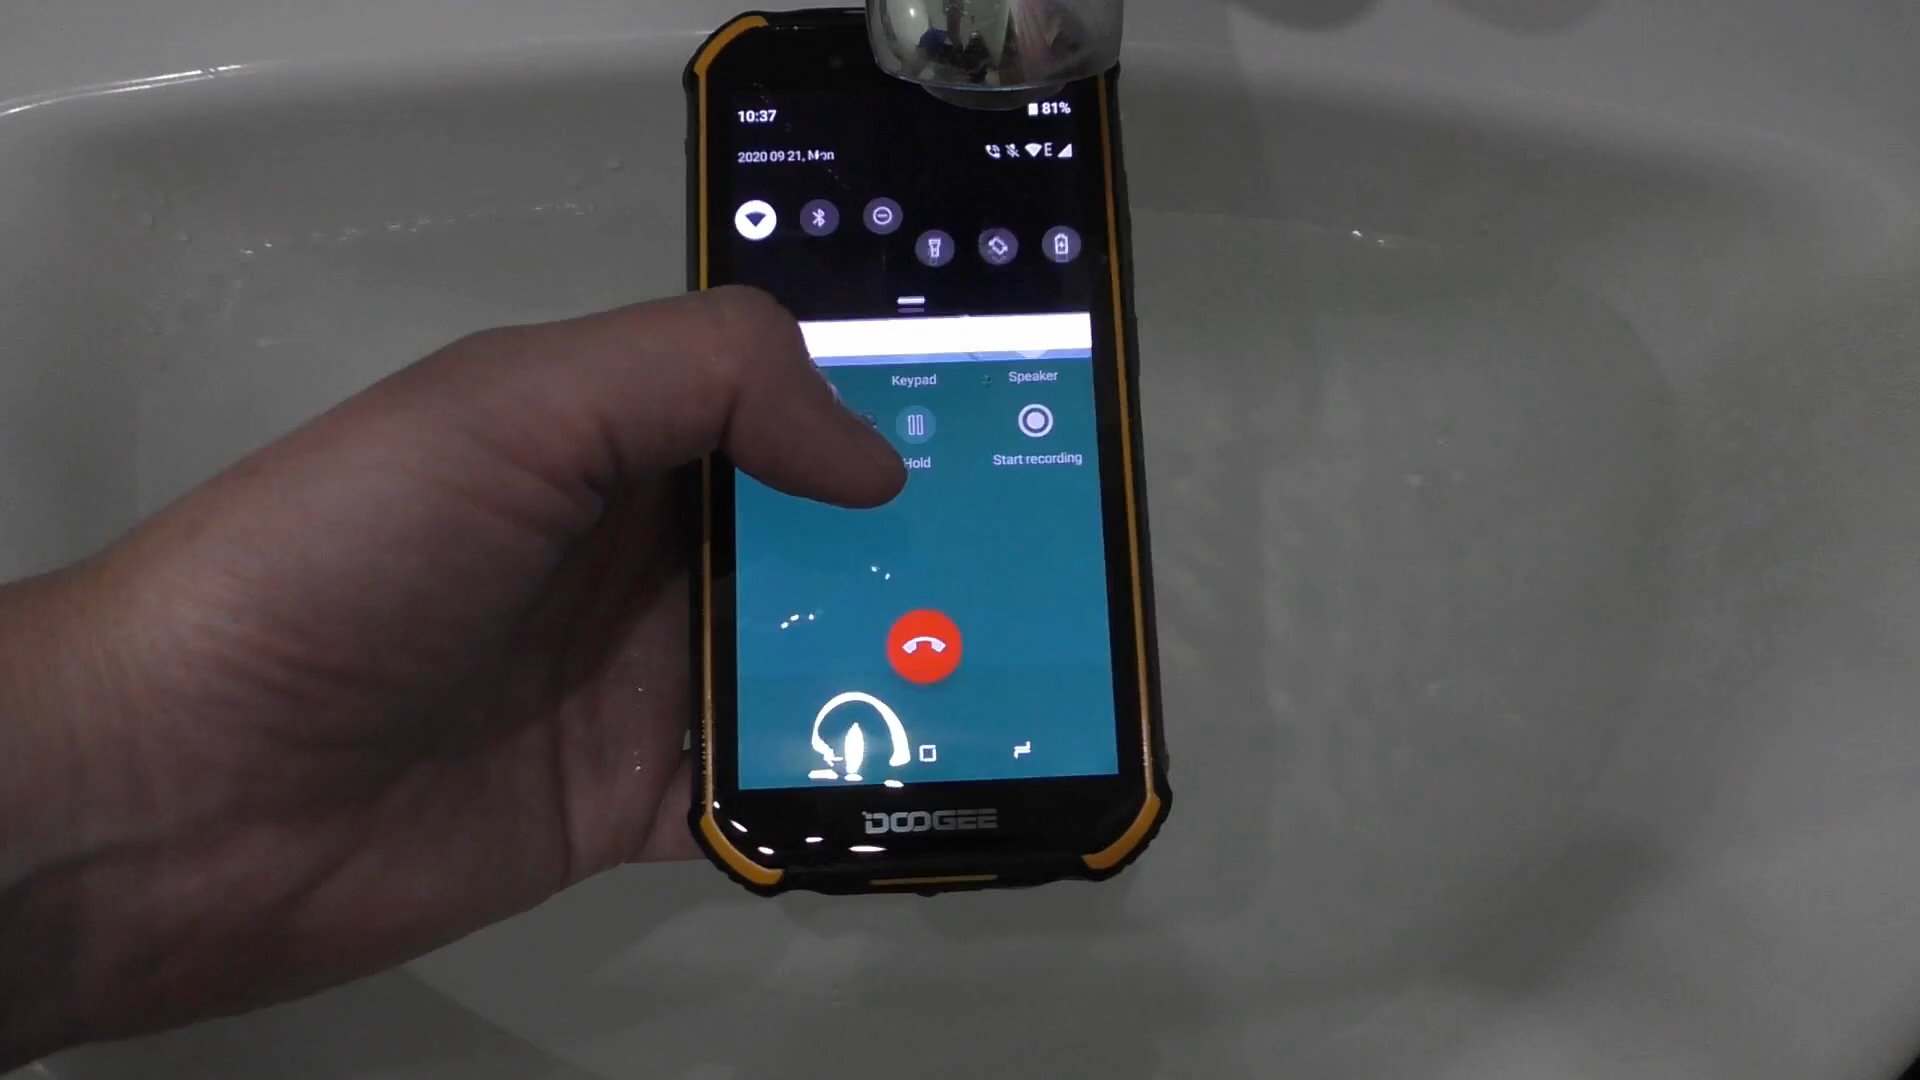 10:37
81%
2020 09 21, Mon
E
Keypad
Speaker
Hold
Start recording
DOOGEE